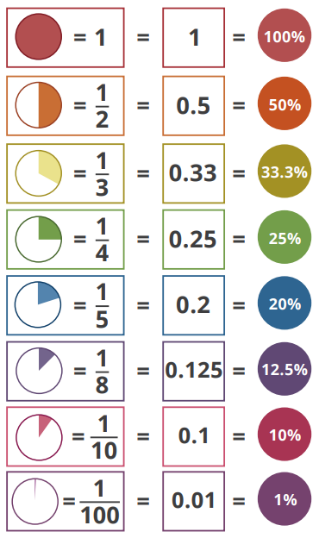 = 1 = 1 = 100%
= 1/2 = 0.5 = 50%
= 1/3 = 0.33 = 33.3%
= 1/4 = 0.25 = 25%
= 1/5 = 0.2 = 20%
= 1/8 = 0.125 = 12.5%
= 1/10 = 0.1 = 10%
= 1/100 = 0.01 = 1%